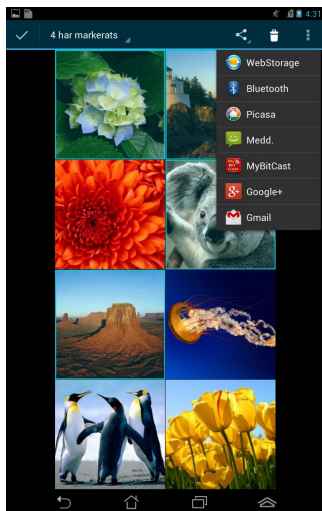 4:31
4 har markerats
WebStorage
Bluetooth
Picasa
Medd.
MyBitCast
Google+
Gmail